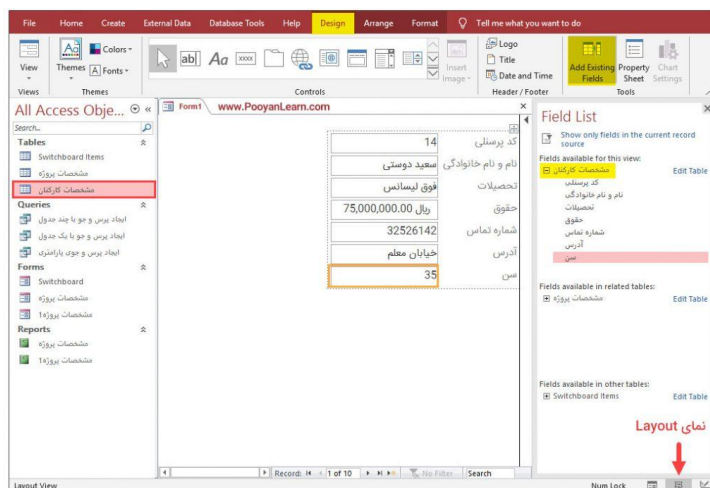 File Home Create External Data Database Tools Help Design Arrange Format Tell me what you want to do
View
Themes
Colors
Fonts
Aa
ab|
Aa
xxxx
Insert
Image
Logo
Title
Date and Time
Add Existing
Fields
Property
Sheet
Chart
Settings
Views Themes Controls Header / Footer Tools
All Access Obje...
Search...
Tables
Switchboard Items
مشخصات پروژه
مشخصات کارکنان
Queries
ایجاد پرس و جو با چند جدول
ایجاد پرس و جو با یک جدول
ایجاد پرس و جوی پارامتری
Forms
Switchboard
مشخصات پروژه
مشخصات پروژه1
Reports
مشخصات پروژه
مشخصات پروژه1
Form1 www.PooyanLearn.com
کد پرسنلی 14
نام و نام خانوادگی سعید دوستی
تحصیلات فوق لیسانس
حقوق ریال 75,000,000.00
شماره تماس 32526142
آدرس خیابان معلم
سن 35
Field List
Show only fields in the current record
source
Fields available for this view:
مشخصات کارکنان Edit Table
کد پرسنلی
نام و نام خانوادگی
تحصیلات
حقوق
شماره تماس
آدرس
سن
Fields available in related tables:
مشخصات پروژه Edit Table
Fields available in other tables:
Switchboard Items Edit Table
نمای Layout
Record: 1 of 10 No Filter Search
Layout View Num Lock